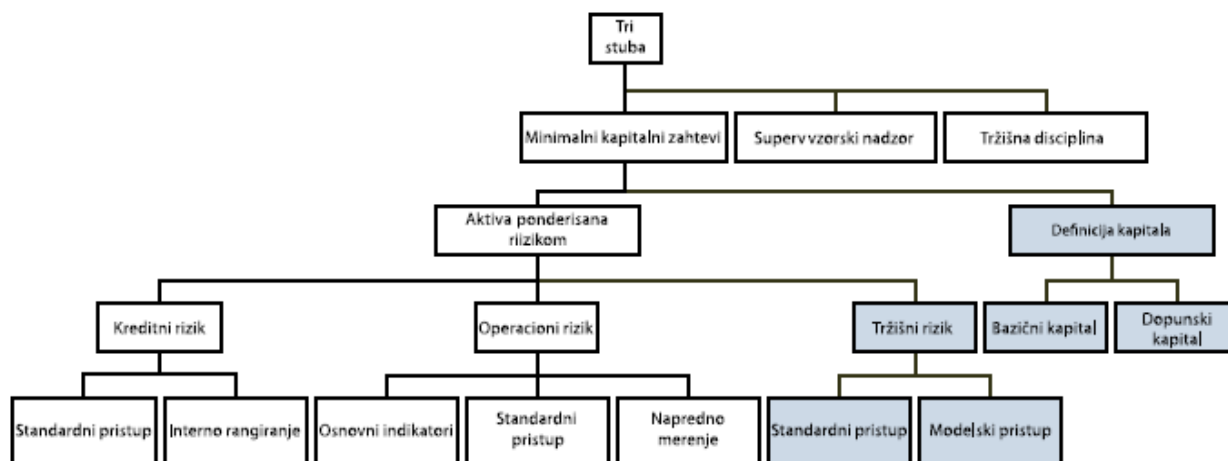 Tri
stuba
Minimalni kapitalni zahtevi
Superv vzorski nadzor
Tržišna disciplina
Aktiva ponderisana
riizikom
Definicija kapitala
Kreditni rizik
Operacioni rizik
Tržišni rizik
Bazični kapital
Dopunski
kapital
Standardni pristup
Interno rangiranje
Osnovni indikatori
Standardni
pristup
Napredno
merenje
Standardni pristup
Modelski pristup